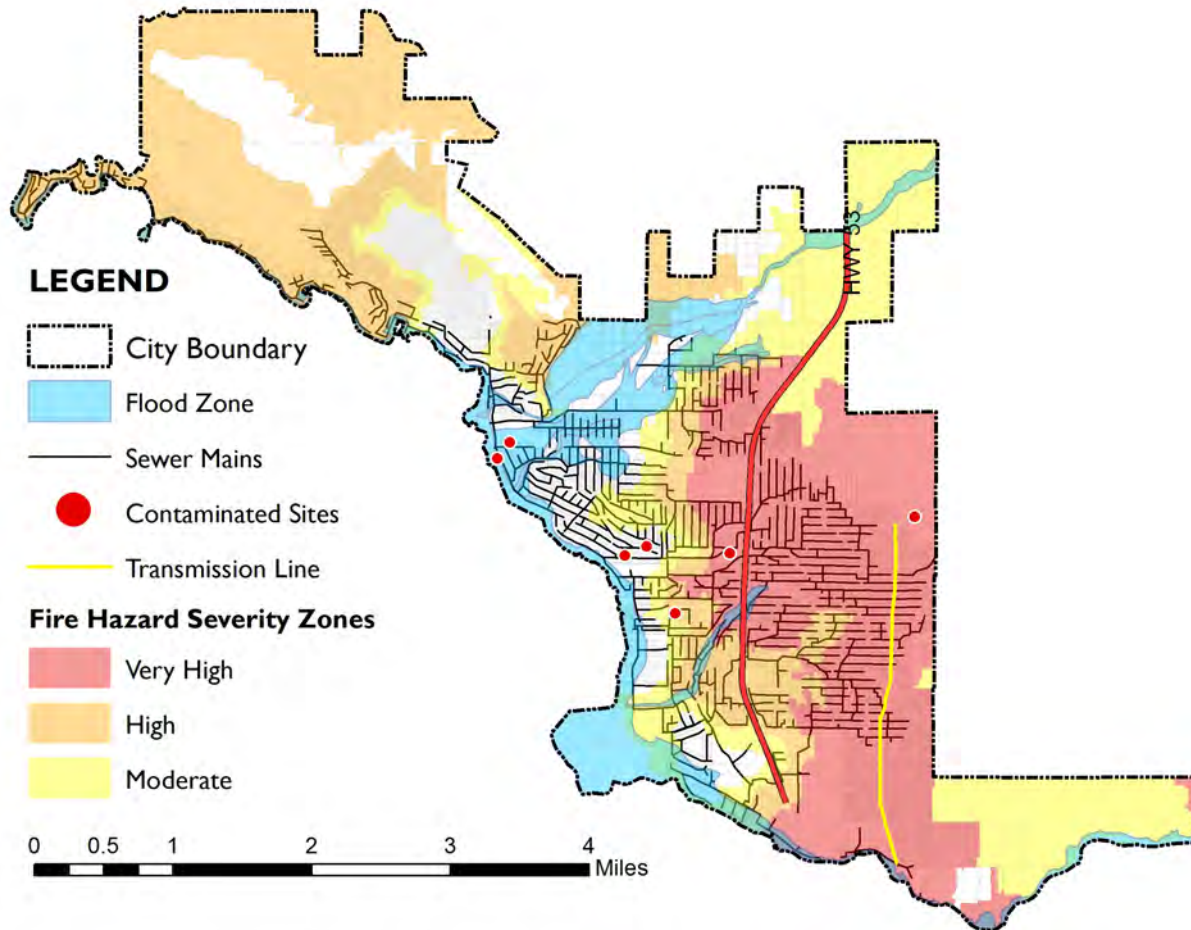 HWY 53
LEGEND
City Boundary
Flood Zone
Sewer Mains
Contaminated Sites
Transmission Line
Fire Hazard Severity Zones
Very High
High
Moderate
0 0.5 1 2 3 4
Miles